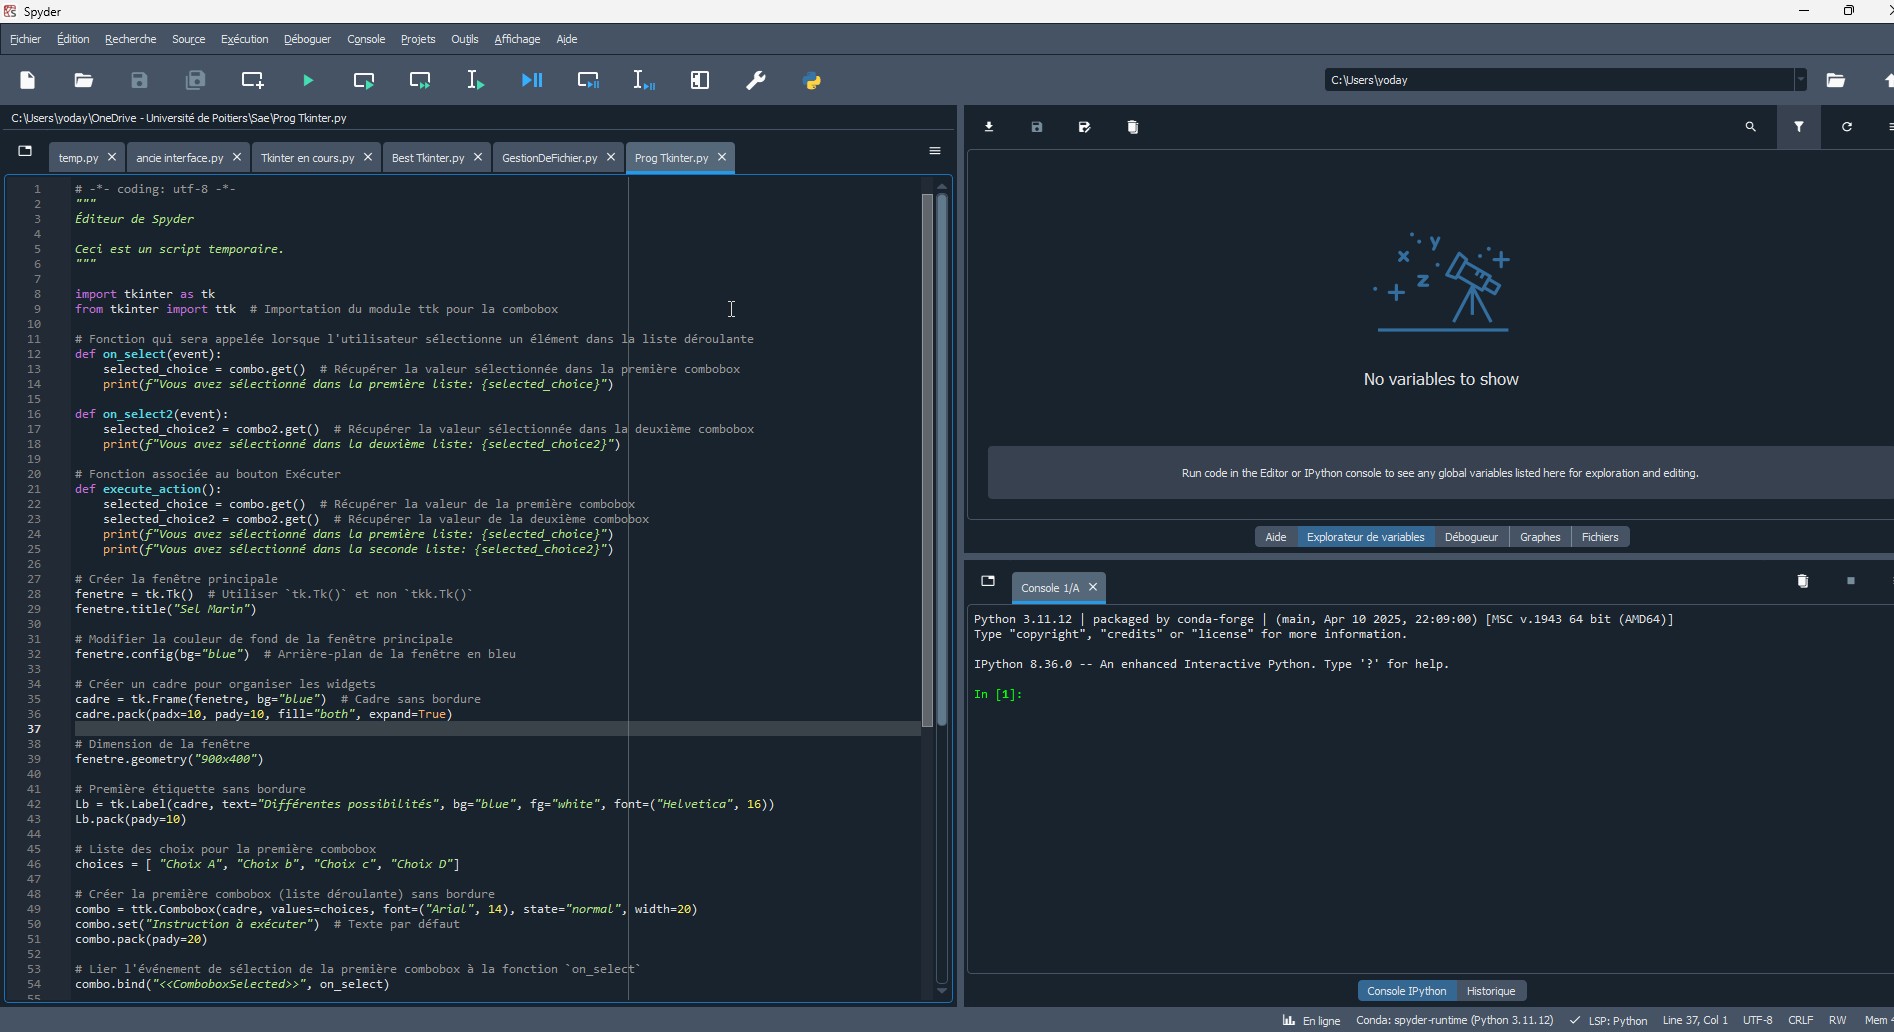 Spyder
Fichier Édition Recherche Source Exécution Déboguer Console Projets Outils Affichage Aide
C:\Users\yoday
C:\Users\yoday\OneDrive - Université de Poitiers\Sae\Prog Tkinter.py
temp.py ancie interface.py Tkinter en cours.py Best Tkinter.py GestionDeFichier.py Prog Tkinter.py
1 # -*- coding: utf-8 -*-
2 """
3 Éditeur de Spyder
4
5 Ceci est un script temporaire.
6 """
7
8 import tkinter as tk
9 from tkinter import ttk  # Importation du module ttk pour la combobox
10
11 # Fonction qui sera appelée lorsque l'utilisateur sélectionne un élément dans la liste déroulante
12 def on_select(event):
13     selected_choice = combo.get()  # Récupérer la valeur sélectionnée dans la première combobox
14     print(f"Vous avez sélectionné dans la première liste: {selected_choice}")
15
16 def on_select2(event):
17     selected_choice2 = combo2.get()  # Récupérer la valeur sélectionnée dans la deuxième combobox
18     print(f"Vous avez sélectionné dans la deuxième liste: {selected_choice2}")
19
20 # Fonction associée au bouton Exécuter
21 def execute_action():
22     selected_choice = combo.get()  # Récupérer la valeur de la première combobox
23     selected_choice2 = combo2.get()  # Récupérer la valeur de la deuxième combobox
24     print(f"Vous avez sélectionné dans la première liste: {selected_choice}")
25     print(f"Vous avez sélectionné dans la seconde liste: {selected_choice2}")
26
27 # Créer la fenêtre principale
28 fenetre = tk.Tk()  # Utiliser `tk.Tk()` et non `tkk.Tk()`
29 fenetre.title("Sel Marin")
30
31 # Modifier la couleur de fond de la fenêtre principale
32 fenetre.config(bg="blue")  # Arrière-plan de la fenêtre en bleu
33
34 # Créer un cadre pour organiser les widgets
35 cadre = tk.Frame(fenetre, bg="blue")  # Cadre sans bordure
36 cadre.pack(padx=10, pady=10, fill="both", expand=True)
37
38 # Dimension de la fenêtre
39 fenetre.geometry("900x400")
40
41 # Première étiquette sans bordure
42 Lb = tk.Label(cadre, text="Différentes possibilités", bg="blue", fg="white", font=("Helvetica", 16))
43 Lb.pack(pady=10)
44
45 # Liste des choix pour la première combobox
46 choices = [ "Choix A", "Choix b", "Choix c", "Choix D"]
47
48 # Créer la première combobox (liste déroulante) sans bordure
49 combo = ttk.Combobox(cadre, values=choices, font=("Arial", 14), state="normal", width=20)
50 combo.set("Instruction à exécuter")  # Texte par défaut
51 combo.pack(pady=20)
52
53 # Lier l'événement de sélection de la première combobox à la fonction `on_select`
54 combo.bind("<<ComboboxSelected>>", on_select)
55
No variables to show
Run code in the Editor or IPython console to see any global variables listed here for exploration and editing.
Aide Explorateur de variables Débogueur Graphes Fichiers
Console 1/A
Python 3.11.12 | packaged by conda-forge | (main, Apr 10 2025, 22:09:00) [MSC v.1943 64 bit (AMD64)]
Type "copyright", "credits" or "license" for more information.
IPython 8.36.0 -- An enhanced Interactive Python. Type '?' for help.
In [1]:
Console IPython Historique
En ligne Conda: spyder-runtime (Python 3.11.12) LSP: Python Line 37, Col 1 UTF-8 CRLF RW Mem